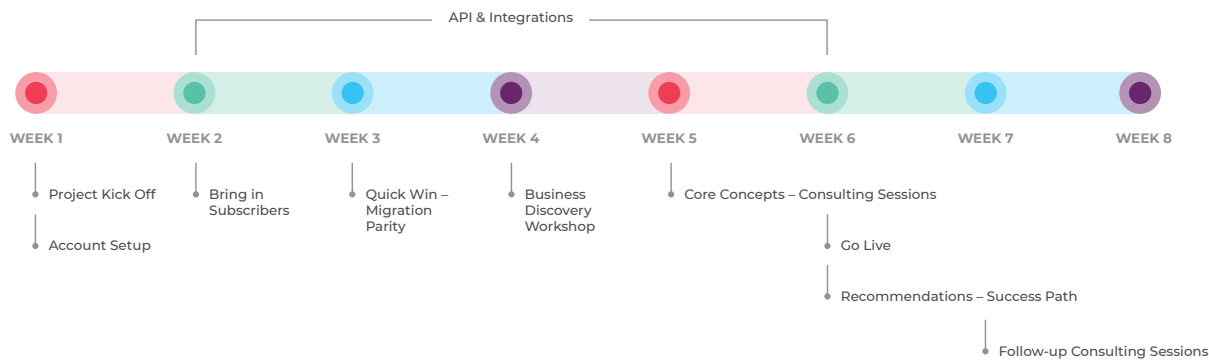 API & Integrations
WEEK 1
WEEK 2
WEEK 3
WEEK 4
WEEK 5
WEEK 6
WEEK 7
WEEK 8
Project Kick Off
Account Setup
Bring in
Subscribers
Quick Win –
Migration
Parity
Business
Discovery
Workshop
Core Concepts – Consulting Sessions
Go Live
Recommendations – Success Path
Follow-up Consulting Sessions